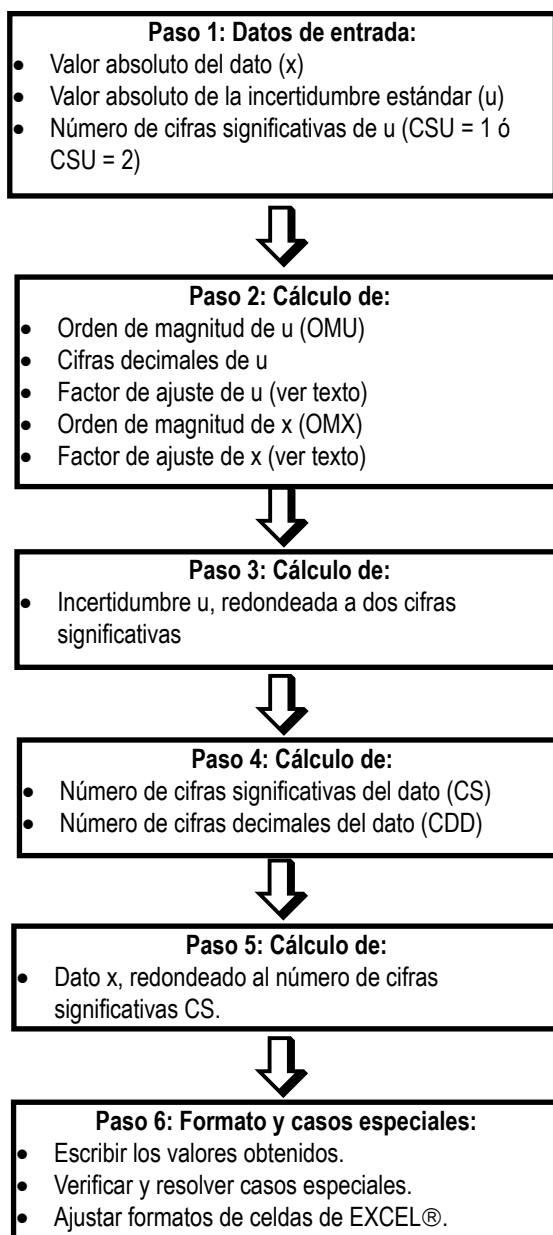 Paso 1: Datos de entrada:
• Valor absoluto del dato (x)
• Valor absoluto de la incertidumbre estándar (u)
• Número de cifras significativas de u (CSU = 1 ó
CSU = 2)
Paso 2: Cálculo de:
• Orden de magnitud de u (OMU)
• Cifras decimales de u
• Factor de ajuste de u (ver texto)
• Orden de magnitud de x (OMX)
• Factor de ajuste de x (ver texto)
Paso 3: Cálculo de:
• Incertidumbre u, redondeada a dos cifras
significativas
Paso 4: Cálculo de:
• Número de cifras significativas del dato (CS)
• Número de cifras decimales del dato (CDD)
Paso 5: Cálculo de:
• Dato x, redondeado al número de cifras
significativas CS.
Paso 6: Formato y casos especiales:
• Escribir los valores obtenidos.
• Verificar y resolver casos especiales.
• Ajustar formatos de celdas de EXCEL®.